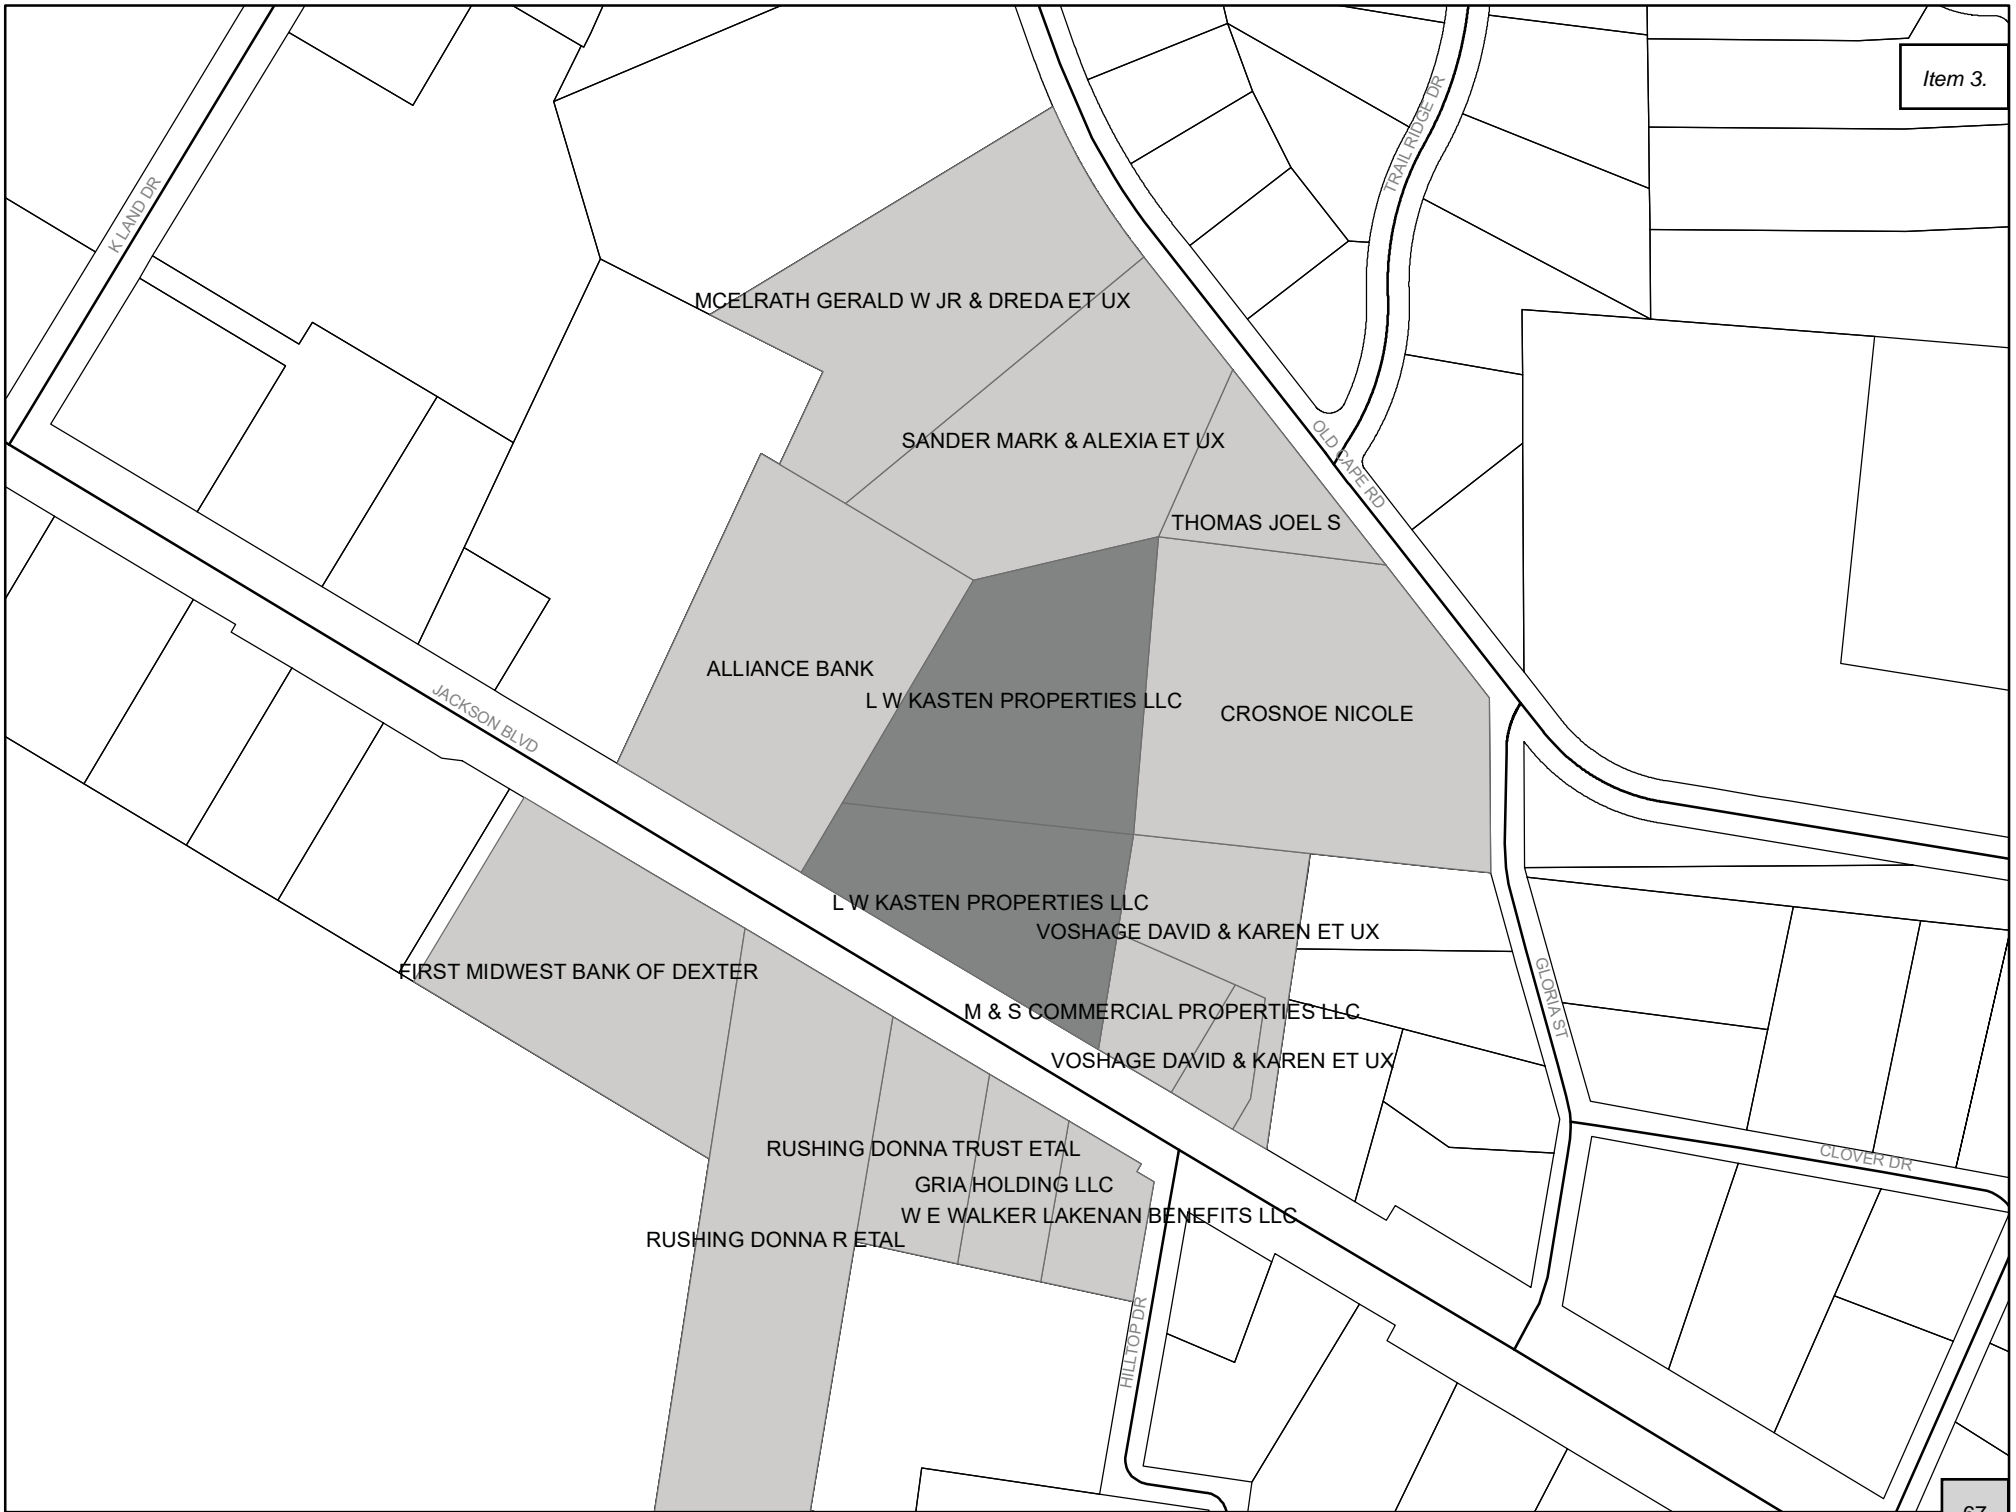 Item 3.
TRAIL RIDGE DR
K LAND DR
MCELRATH GERALD W JR & DREDA ET UX
SANDER MARK & ALEXIA ET UX
OLD CAPE RD
THOMAS JOEL S
ALLIANCE BANK
L W KASTEN PROPERTIES LLC
CROSNOE NICOLE
JACKSON BLVD
L W KASTEN PROPERTIES LLC
VOSHAGE DAVID & KAREN ET UX
FIRST MIDWEST BANK OF DEXTER
GLORIA ST
M & S COMMERCIAL PROPERTIES LLC
VOSHAGE DAVID & KAREN ET UX
RUSHING DONNA TRUST ETAL
CLOVER DR
GRIA HOLDING LLC
W E WALKER LAKENAN BENEFITS LLC
RUSHING DONNA R ETAL
HILLTOP DR